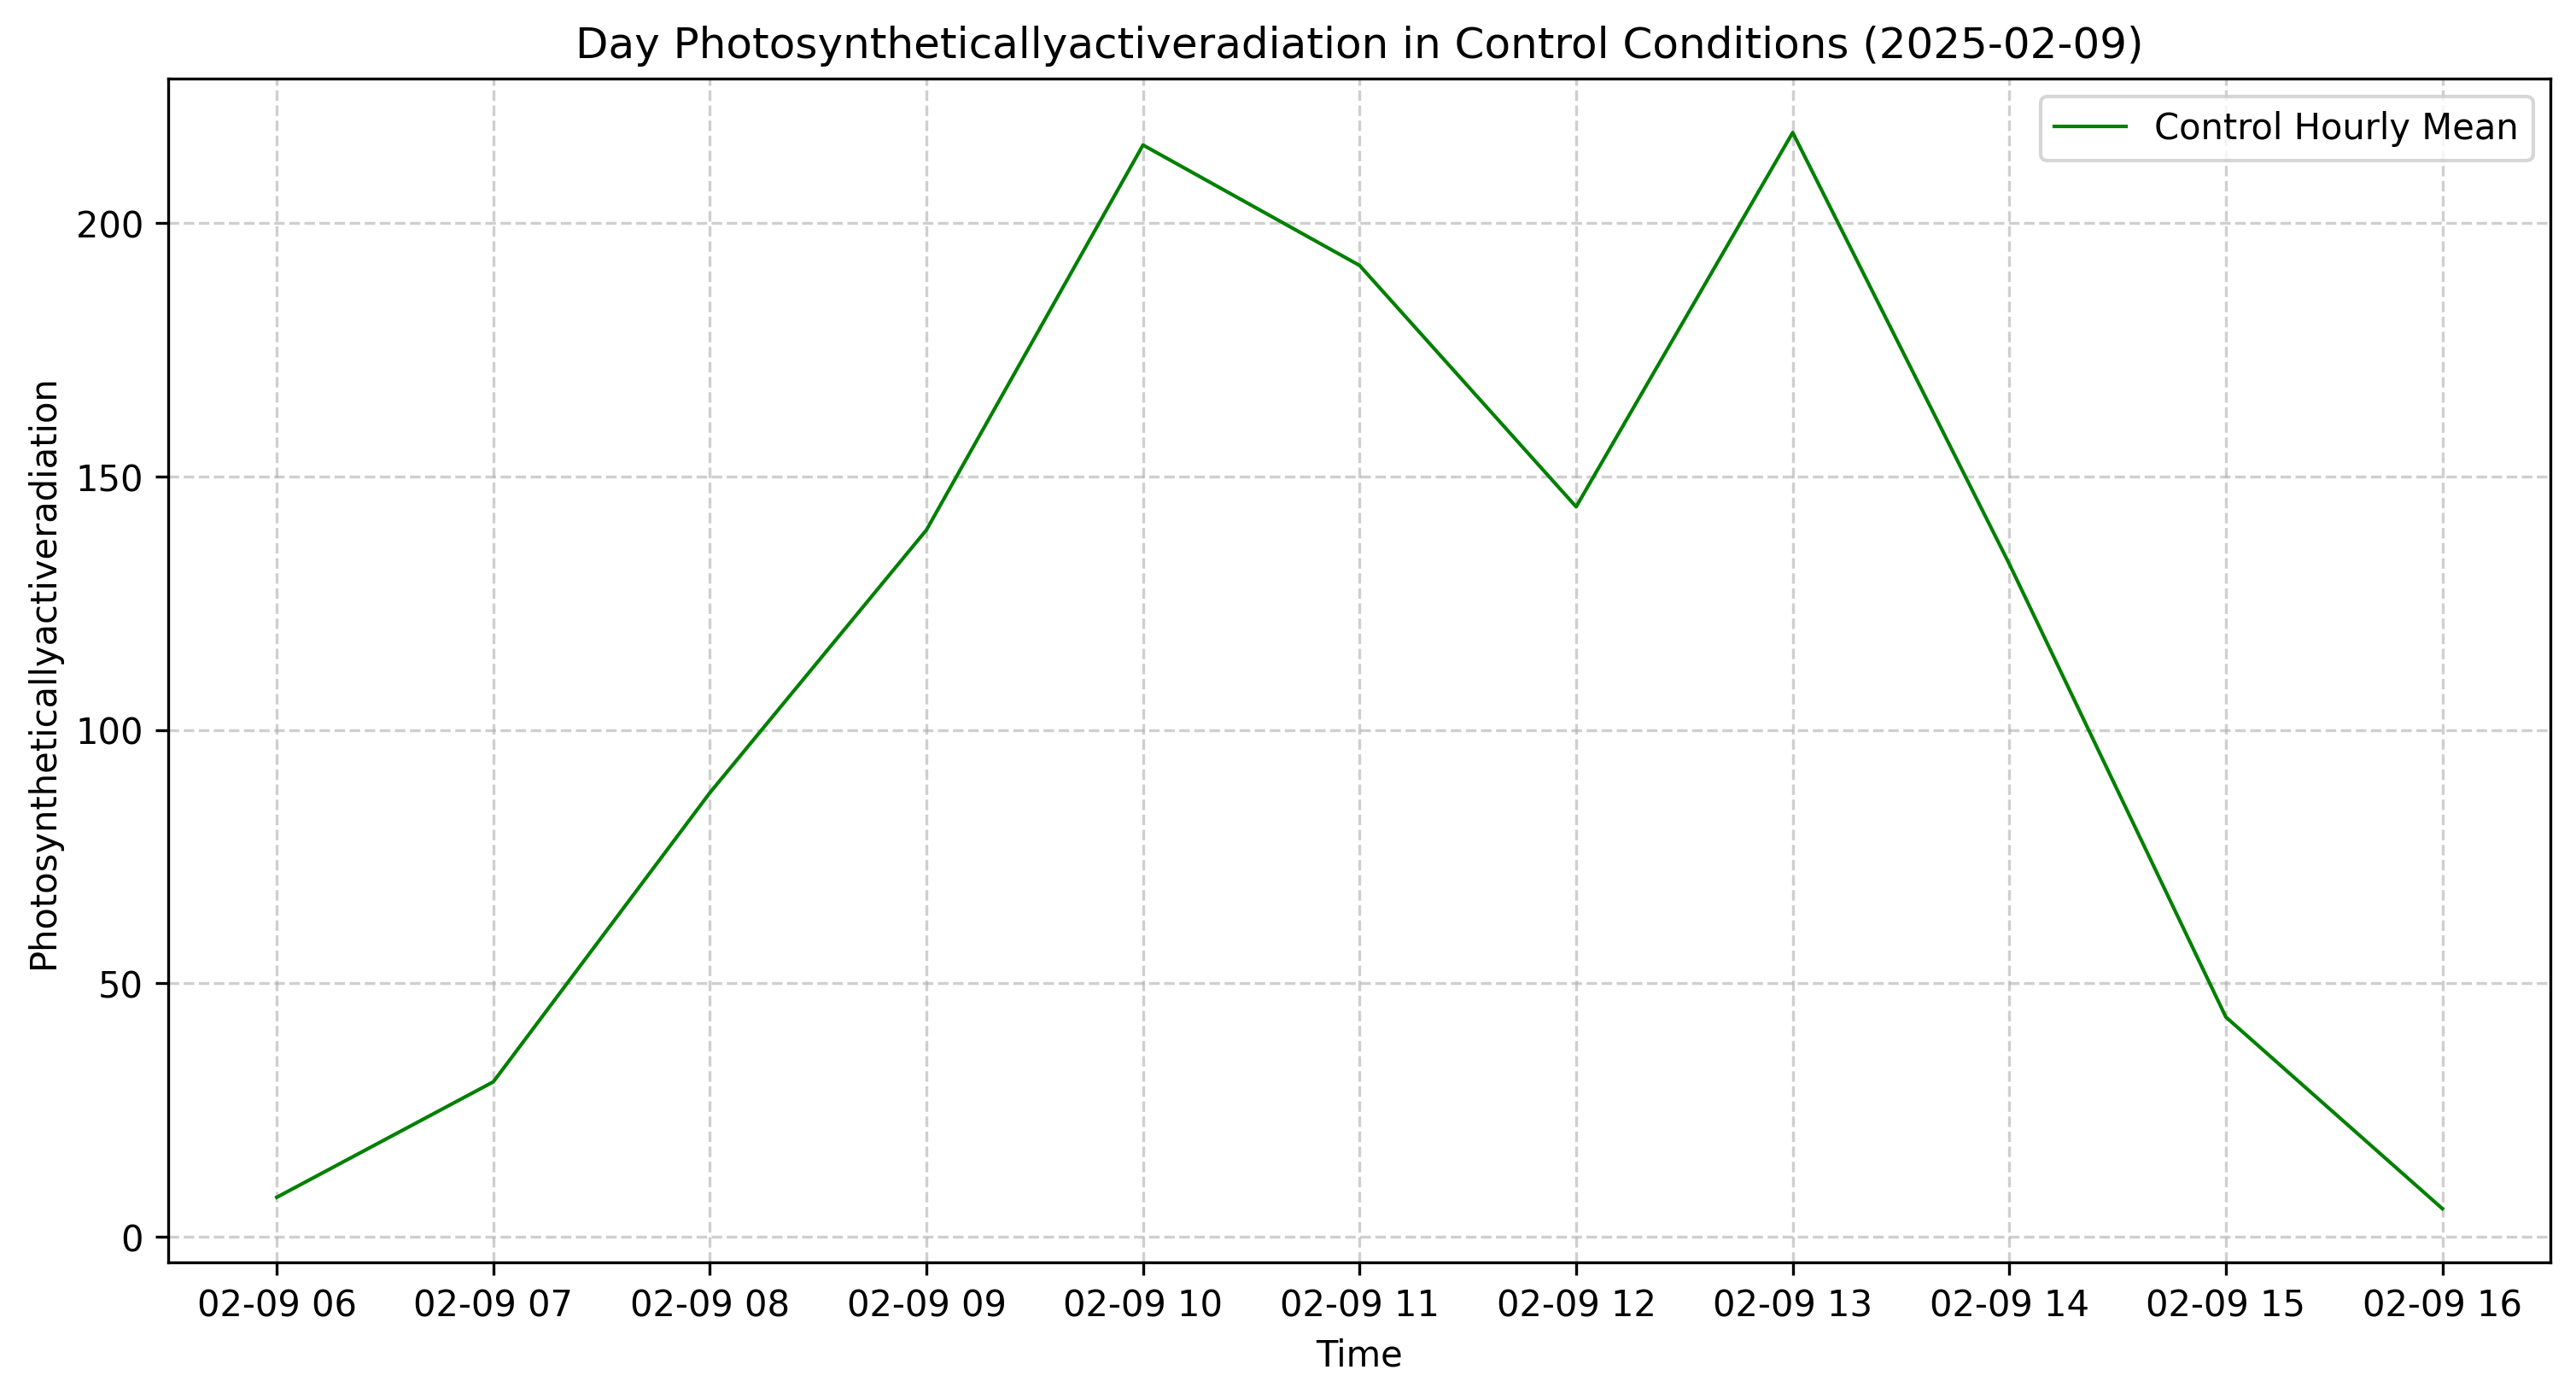 Day Photosyntheticallyactiveradiation in Control Conditions (2025-02-09)
Control Hourly Mean
Photosyntheticallyactiveradiation
200
150
100
50
0
02-09 06 02-09 07 02-09 08 02-09 09 02-09 10 02-09 11 02-09 12 02-09 13 02-09 14 02-09 15 02-09 16
Time